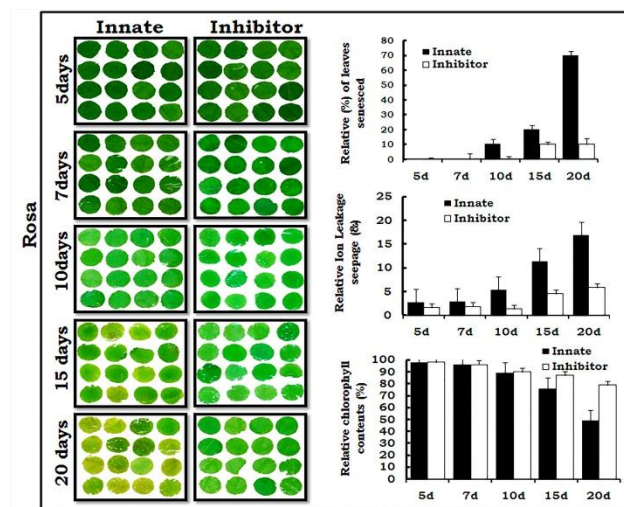 Innate
Inhibitor
Rosa
5days
7days
10days
15 days
20 days
Relative (%) of leaves
senesced
80
70
60
50
40
30
20
10
0
Innate
Inhibitor
5d 7d 10d 15d 20d
Relative Ion Leakage
seepage (&)
25
20
15
10
5
0
Innate
Inhibitor
5d 7d 10d 15d 20d
Relative chlorophyll
contents (%)
100
90
80
70
60
50
40
30
20
10
0
Innate
Inhibitor
5d 7d 10d 15d 20d